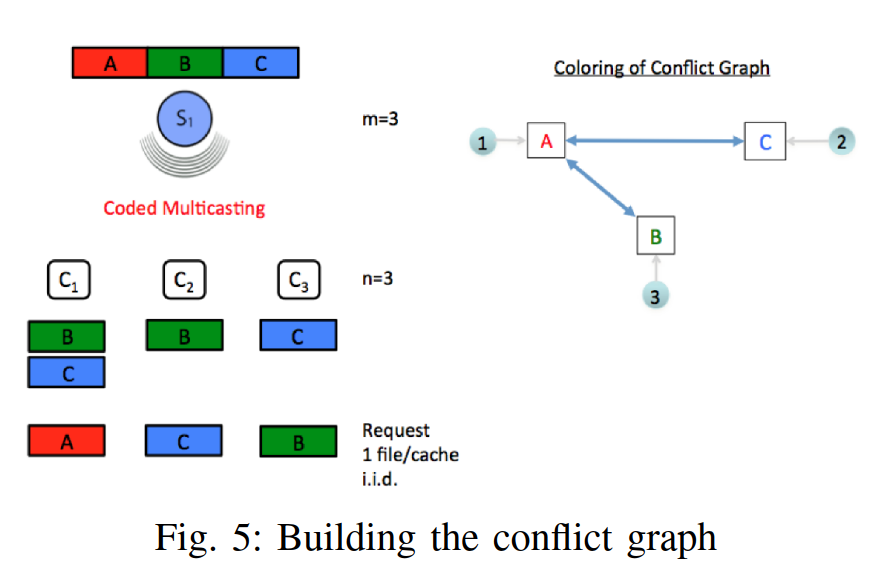 A B C
S1
m=3
Coded Multicasting
C1 C2 C3
n=3
B B C
C
A C B
Request
1 file/cache
i.i.d.
Coloring of Conflict Graph
1 A C 2
B
3
Fig. 5: Building the conflict graph